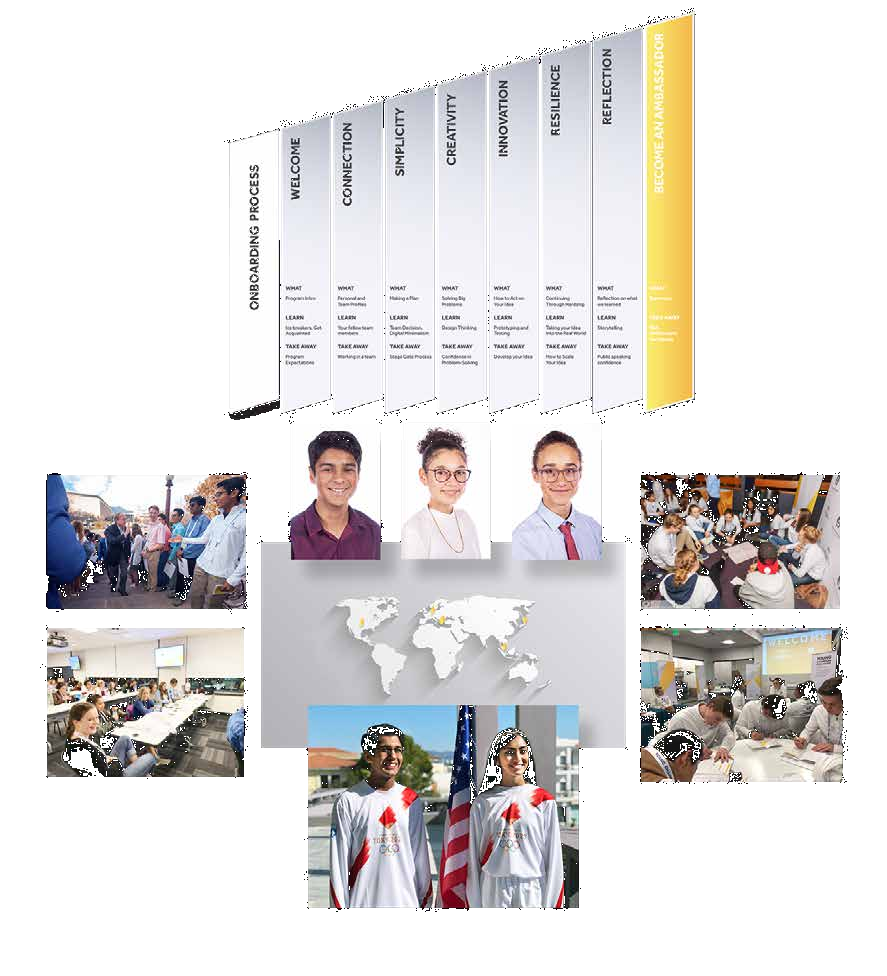 ONBOARDING PROCESS
WELCOME
WHAT
Program Intro
LEARN
Ice breakers, Get
Acquainted
TAKE AWAY
Program
Expectations
CONNECTION
WHAT
Personal and
Team Profiles
LEARN
Your fellow team
members
TAKE AWAY
Working in a team
SIMPLICITY
WHAT
Making a Plan
LEARN
Team Decision,
Digital Minimalism
TAKE AWAY
Stage Gate Process
CREATIVITY
WHAT
Solving Big
Problems
LEARN
Design Thinking
TAKE AWAY
Confidence in
Problem-Solving
INNOVATION
WHAT
How to Act on
Your Idea
LEARN
Prototyping and
Testing
TAKE AWAY
Develop your Idea
RESILIENCE
WHAT
Continuing
Through Hardship
LEARN
Taking your Idea
into the Real World
TAKE AWAY
How to Scale
Your Idea
REFLECTION
WHAT
Reflection on what
we learned
LEARN
Storytelling
TAKE AWAY
Public speaking
confidence
BECOME AN AMBASSADOR
WHAT
TAKE AWAY
WELCOME